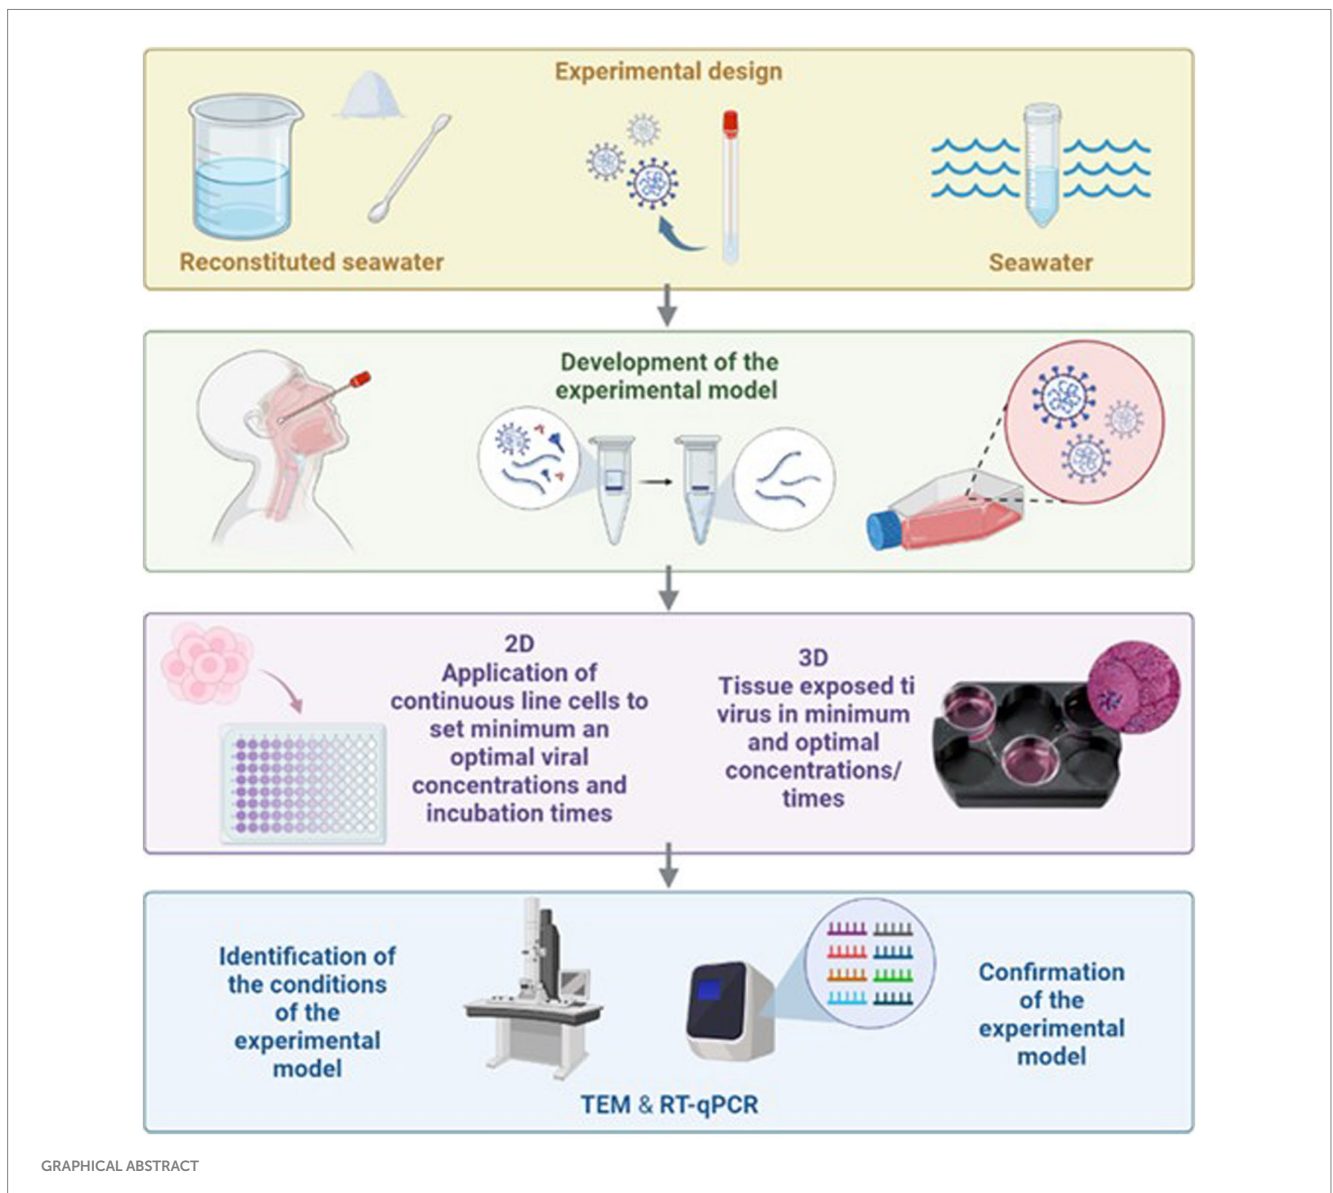 Experimental design
Reconstituted seawater
Seawater
Development of the
experimental model
2D
Application of
continuous line cells to
set minimum an
optimal viral
concentrations and
incubation times
3D
Tissue exposed ti
virus in minimum
and optimal
concentrations/
times
Identification of
the conditions
of the
experimental
model
TEM & RT-qPCR
Confirmation
of the
experimental
model
GRAPHICAL ABSTRACT